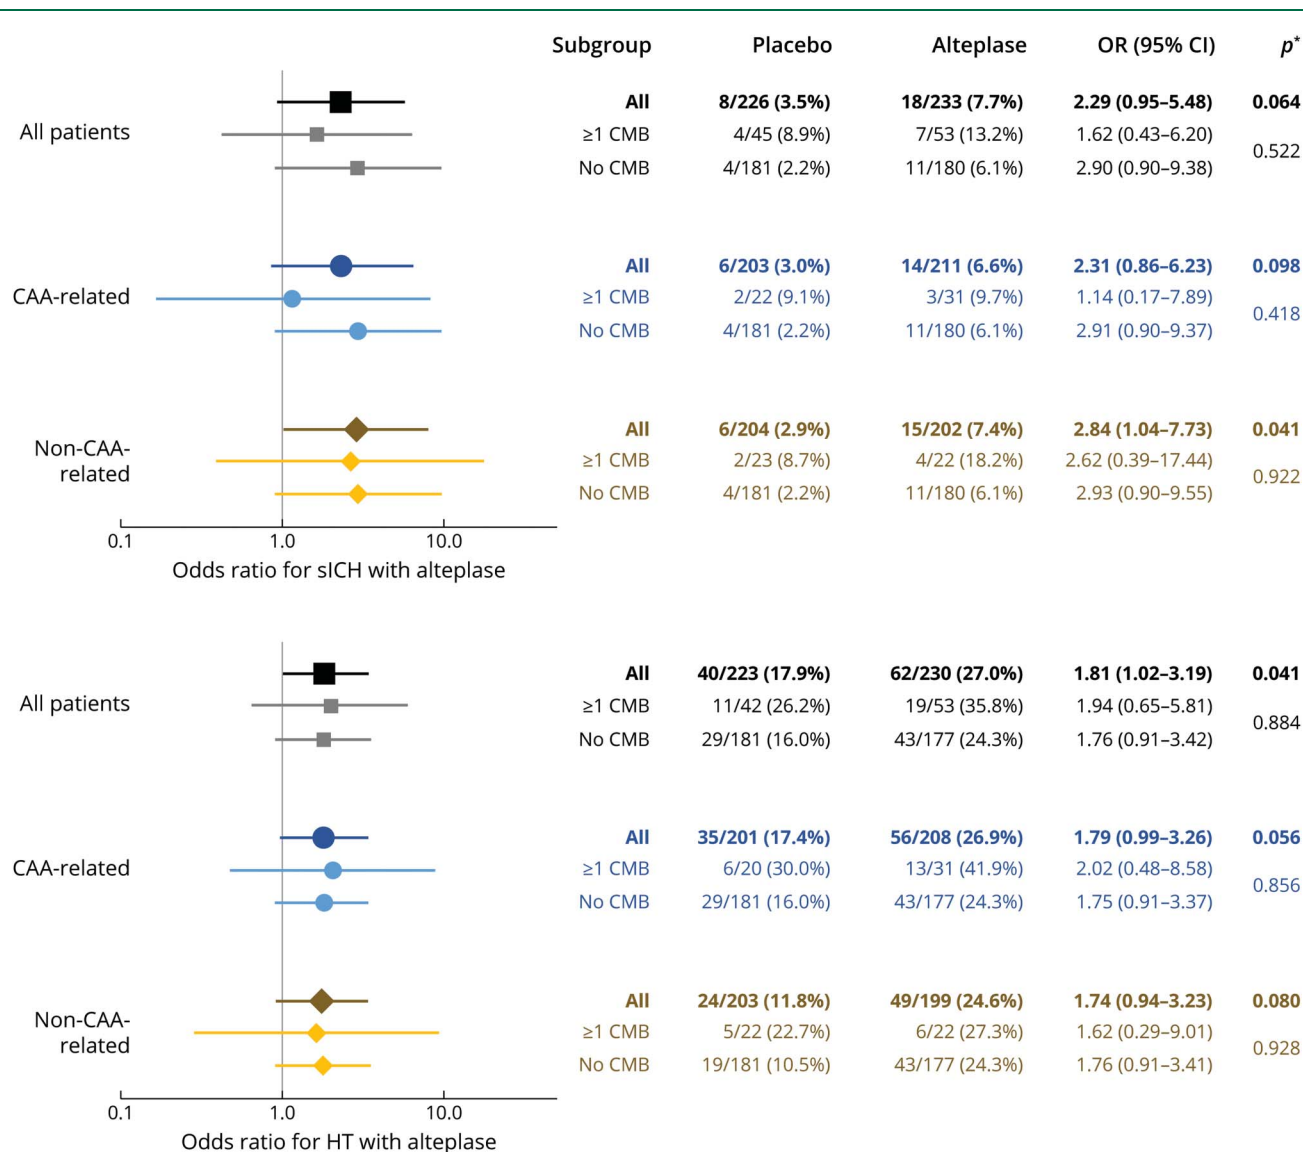 Subgroup Placebo Alteplase OR (95% CI) p*
All patients
All 8/226 (3.5%) 18/233 (7.7%) 2.29 (0.95–5.48) 0.064
≥1 CMB 4/45 (8.9%) 7/53 (13.2%) 1.62 (0.43–6.20)
0.522
No CMB 4/181 (2.2%) 11/180 (6.1%) 2.90 (0.90–9.38)
CAA-related
All 6/203 (3.0%) 14/211 (6.6%) 2.31 (0.86–6.23) 0.098
≥1 CMB 2/22 (9.1%) 3/31 (9.7%) 1.14 (0.17–7.89)
0.418
No CMB 4/181 (2.2%) 11/180 (6.1%) 2.91 (0.90–9.37)
Non-CAA-
related
All 6/204 (2.9%) 15/202 (7.4%) 2.84 (1.04–7.73) 0.041
≥1 CMB 2/23 (8.7%) 4/22 (18.2%) 2.62 (0.39–17.44)
0.922
No CMB 4/181 (2.2%) 11/180 (6.1%) 2.93 (0.90–9.55)
0.1 1.0 10.0
Odds ratio for sICH with alteplase
All patients
All 40/223 (17.9%) 62/230 (27.0%) 1.81 (1.02–3.19) 0.041
≥1 CMB 11/42 (26.2%) 19/53 (35.8%) 1.94 (0.65–5.81)
0.884
No CMB 29/181 (16.0%) 43/177 (24.3%) 1.76 (0.91–3.42)
CAA-related
All 35/201 (17.4%) 56/208 (26.9%) 1.79 (0.99–3.26) 0.056
≥1 CMB 6/20 (30.0%) 13/31 (41.9%) 2.02 (0.48–8.58)
0.856
No CMB 29/181 (16.0%) 43/177 (24.3%) 1.75 (0.91–3.37)
Non-CAA-
related
All 24/203 (11.8%) 49/199 (24.6%) 1.74 (0.94–3.23) 0.080
≥1 CMB 5/22 (22.7%) 6/22 (27.3%) 1.62 (0.29–9.01)
0.928
No CMB 19/181 (10.5%) 43/177 (24.3%) 1.76 (0.91–3.41)
0.1 1.0 10.0
Odds ratio for HT with alteplase